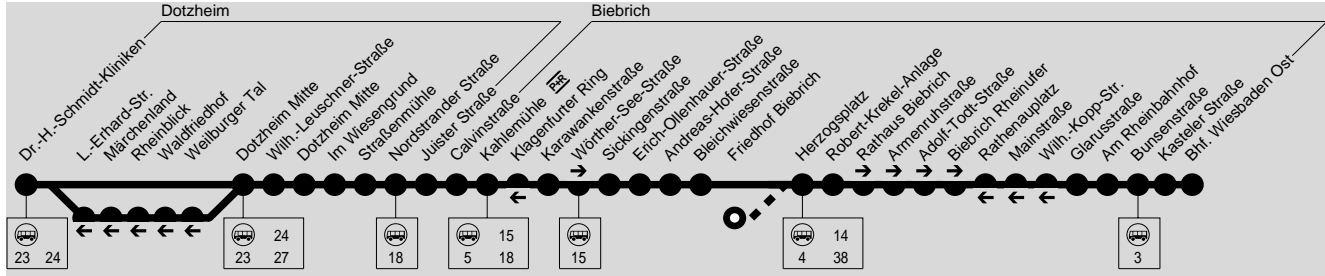 Dotzheim
Biebrich
Dr.-H.-Schmidt-Kliniken
L.-Erhard-Str.
Märchenland
Rheinblick
Waldfriedhof
Weilburger Tal
Dotzheim Mitte
Wilh.-Leuschner-Straße
Dotzheim Mitte
Im Wiesengrund
Straßenmühle
Nordstrander Straße
Juister Straße
Calvinstraße
Kahlemühle P+R
Klagenfurter Ring
Karawankenstraße
Wörther-See-Straße
Sickingenstraße
Erich-Ollenhauer-Straße
Andreas-Hofer-Straße
Bleichwiesenstraße
Friedhof Biebrich
Herzogsplatz
Robert-Krekel-Anlage
Rathaus Biebrich
Armenruhstraße
Adolf-Todt-Straße
Biebrich Rheinufer
Rathenauplatz
Mainstraße
Wilh.-Kopp-Str.
Glarusstraße
Am Rheinbahnhof
Bunsenstraße
Kasteler Straße
Bhf. Wiesbaden Ost
23 24
24
23 27
18
15
5 18
15
14
4 38
3